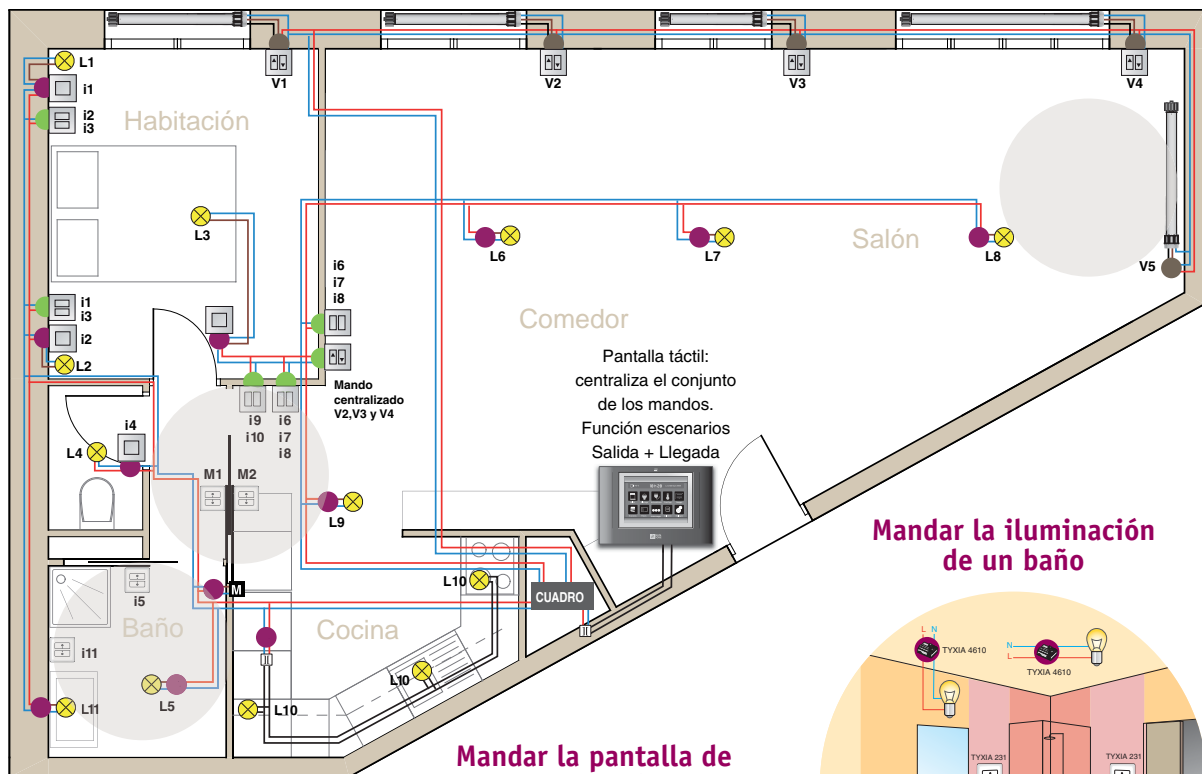 V1
V2
V3
V4
L1
i1
i2
i3
Habitación
L3
L6
L7
Salón
L8
V5
i6
i7
i8
i1
i3
i2
L2
Comedor
Mando
centralizado
V2,V3 y V4
Pantalla táctil:
centraliza el conjunto
de los mandos.
Función escenarios
Salida + Llegada
i9
i10
i6
i7
i8
i4
L4
M1
M2
L9
Mandar la iluminación
de un baño
L10
CUADRO
M
i5
Baño
Cocina
i11
L5
L11
L10
L10
Mandar la pantalla de
L
N
TYXIA 4610
N
L
TYXIA 4610
TYXIA 231
TYXIA 231